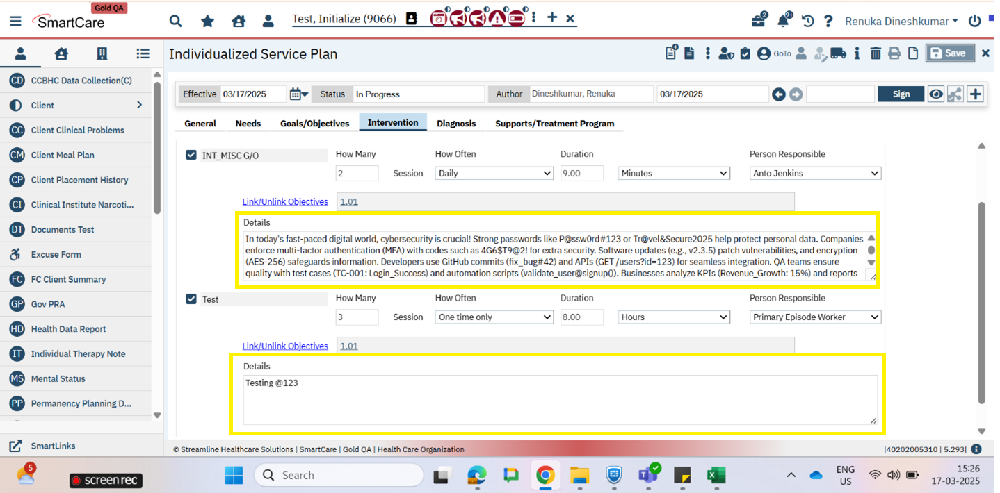 Gold QA
SmartCare
Test, Initialize (9066)
2
9+
Renuka Dineshkumar
Individualized Service Plan
GoTo
Save
CD CCBHC Data Collection(C)
Client
CC Client Clinical Problems
CM Client Meal Plan
CP Client Placement History
CI Clinical Institute Narcoti...
DT Documents Test
Excuse Form
FC FC Client Summary
GP Gov PRA
HD Health Data Report
IT Individual Therapy Note
MS Mental Status
PP Permanency Planning D...
SmartLinks
Effective 03/17/2025 Status In Progress Author Dineshkumar, Renuka 03/17/2025 Sign
General Needs Goals/Objectives Intervention Diagnosis Supports/Treatment Program
INT_MISC G/O How Many How Often Duration Person Responsible
2 Session Daily 9.00 Minutes Anto Jenkins
Link/Unlink Objectives 1.01
Details
In today's fast-paced digital world, cybersecurity is crucial! Strong passwords like P@ssw0rd#123 or Tr@vel&Secure2025 help protect personal data. Companies
enforce multi-factor authentication (MFA) with codes such as 4G6$T9@2! for extra security. Software updates (e.g., v2.3.5) patch vulnerabilities, and encryption
(AES-256) safeguards information. Developers use GitHub commits (fix_bug#42) and APIs (GET /users?id=123) for seamless integration. QA teams ensure
quality with test cases (TC-001: Login_Success) and automation scripts (validate_user@signup()). Businesses analyze KPIs (Revenue_Growth: 15%) and reports
Test How Many How Often Duration Person Responsible
3 Session One time only 8.00 Hours Primary Episode Worker
Link/Unlink Objectives 1.01
Details
Testing @123
© Streamline Healthcare Solutions | SmartCare | Gold QA | Health Care Organization |40202005310 | 5.293|
5
screenrec
Search
ENG
US
15:26
17-03-2025